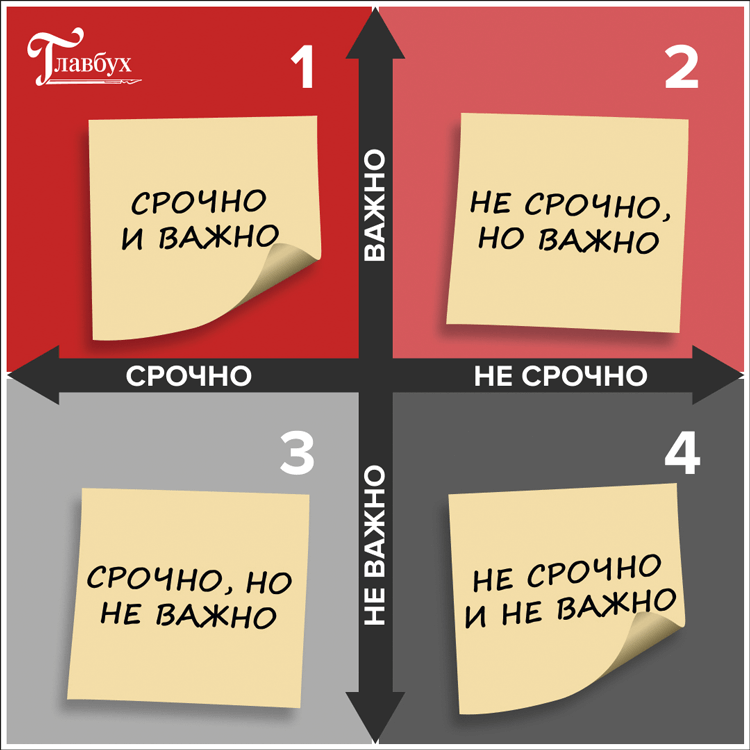 Главбух
1
2
СРОЧНО
И ВАЖНО
ВАЖНО
НЕ СРОЧНО,
НО ВАЖНО
СРОЧНО
НЕ СРОЧНО
3
4
СРОЧНО, НО
НЕ ВАЖНО
НЕ ВАЖНО
НЕ СРОЧНО
И НЕ ВАЖНО